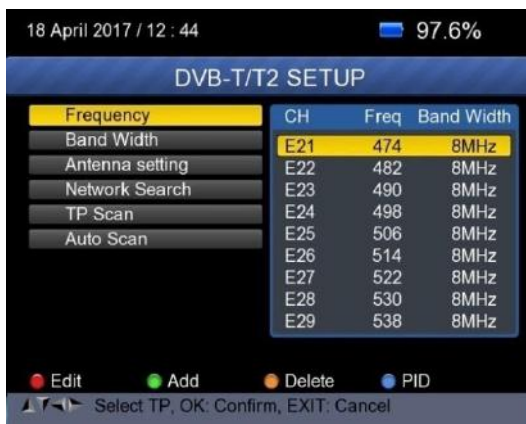 18 April 2017 / 12 : 44
97.6%
DVB-T/T2 SETUP
Frequency
Band Width
Antenna setting
Network Search
TP Scan
Auto Scan
CH Freq Band Width
E21 474 8MHz
E22 482 8MHz
E23 490 8MHz
E24 498 8MHz
E25 506 8MHz
E26 514 8MHz
E27 522 8MHz
E28 530 8MHz
E29 538 8MHz
Edit Add Delete PID
Select TP, OK: Confirm, EXIT: Cancel